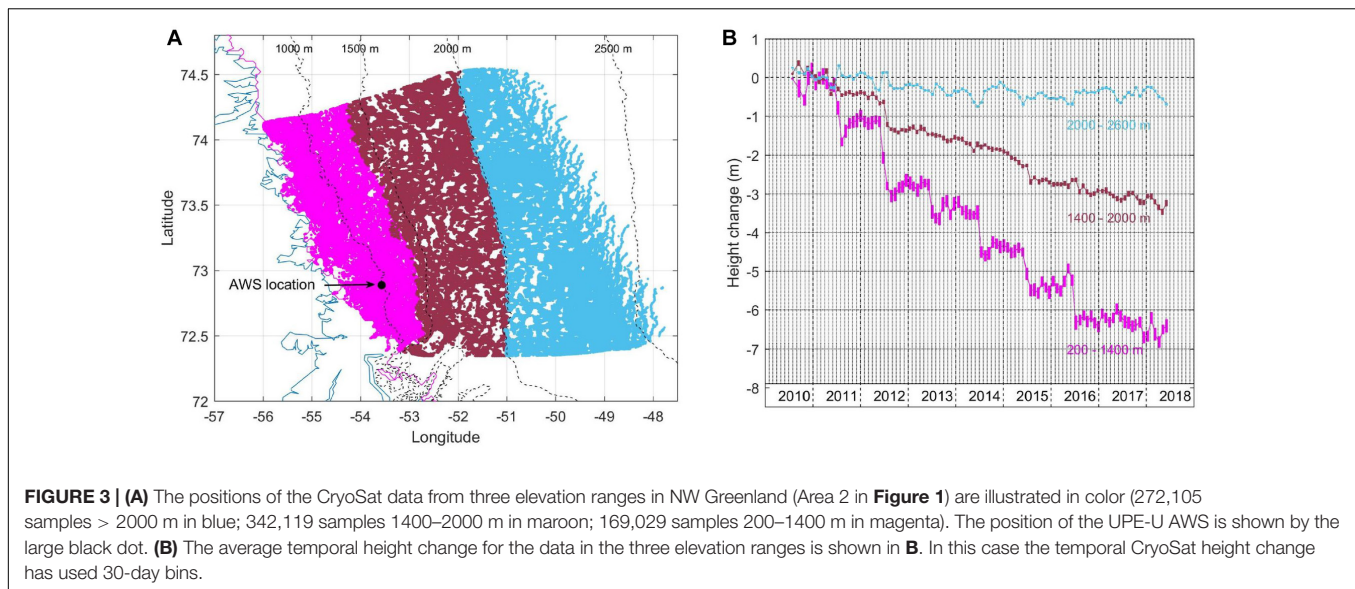 A
1000 m 1500 m 2000 m 2500 m
74.5
74
73.5
73
72.5
72
Latitude
AWS location
-57 -56 -55 -54 -53 -52 -51 -50 -49 -48
Longitude
B
1
0
-1
-2
-3
-4
-5
-6
-7
-8
Height change (m)
2000 - 2600 m
1400 - 2000 m
200 - 1400 m
2010 2011 2012 2013 2014 2015 2016 2017 2018
FIGURE 3 | (A) The positions of the CryoSat data from three elevation ranges in NW Greenland (Area 2 in Figure 1) are illustrated in color (272,105
samples > 2000 m in blue; 342,119 samples 1400–2000 m in maroon; 169,029 samples 200–1400 m in magenta). The position of the UPE-U AWS is shown by the
large black dot. (B) The average temporal height change for the data in the three elevation ranges is shown in B. In this case the temporal CryoSat height change
has used 30-day bins.